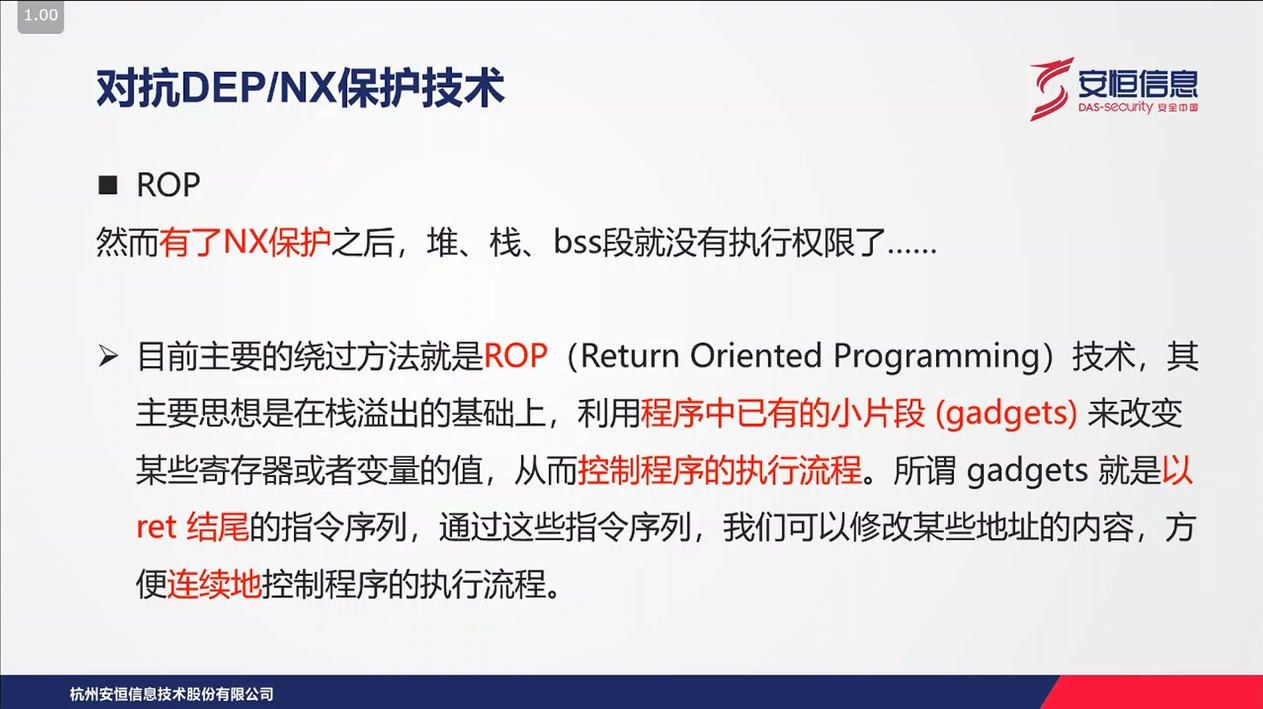 1.00
对抗DEP/NX保护技术
安恒信息
DAS-security 安全中国
■ ROP
然而有了NX保护之后，堆、栈、bss段就没有执行权限了……
➢ 目前主要的绕过方法就是ROP（Return Oriented Programming）技术，其
主要思想是在栈溢出的基础上，利用程序中已有的小片段 (gadgets) 来改变
某些寄存器或者变量的值，从而控制程序的执行流程。所谓 gadgets 就是以
ret 结尾的指令序列，通过这些指令序列，我们可以修改某些地址的内容，方
便连续地控制程序的执行流程。
杭州安恒信息技术股份有限公司